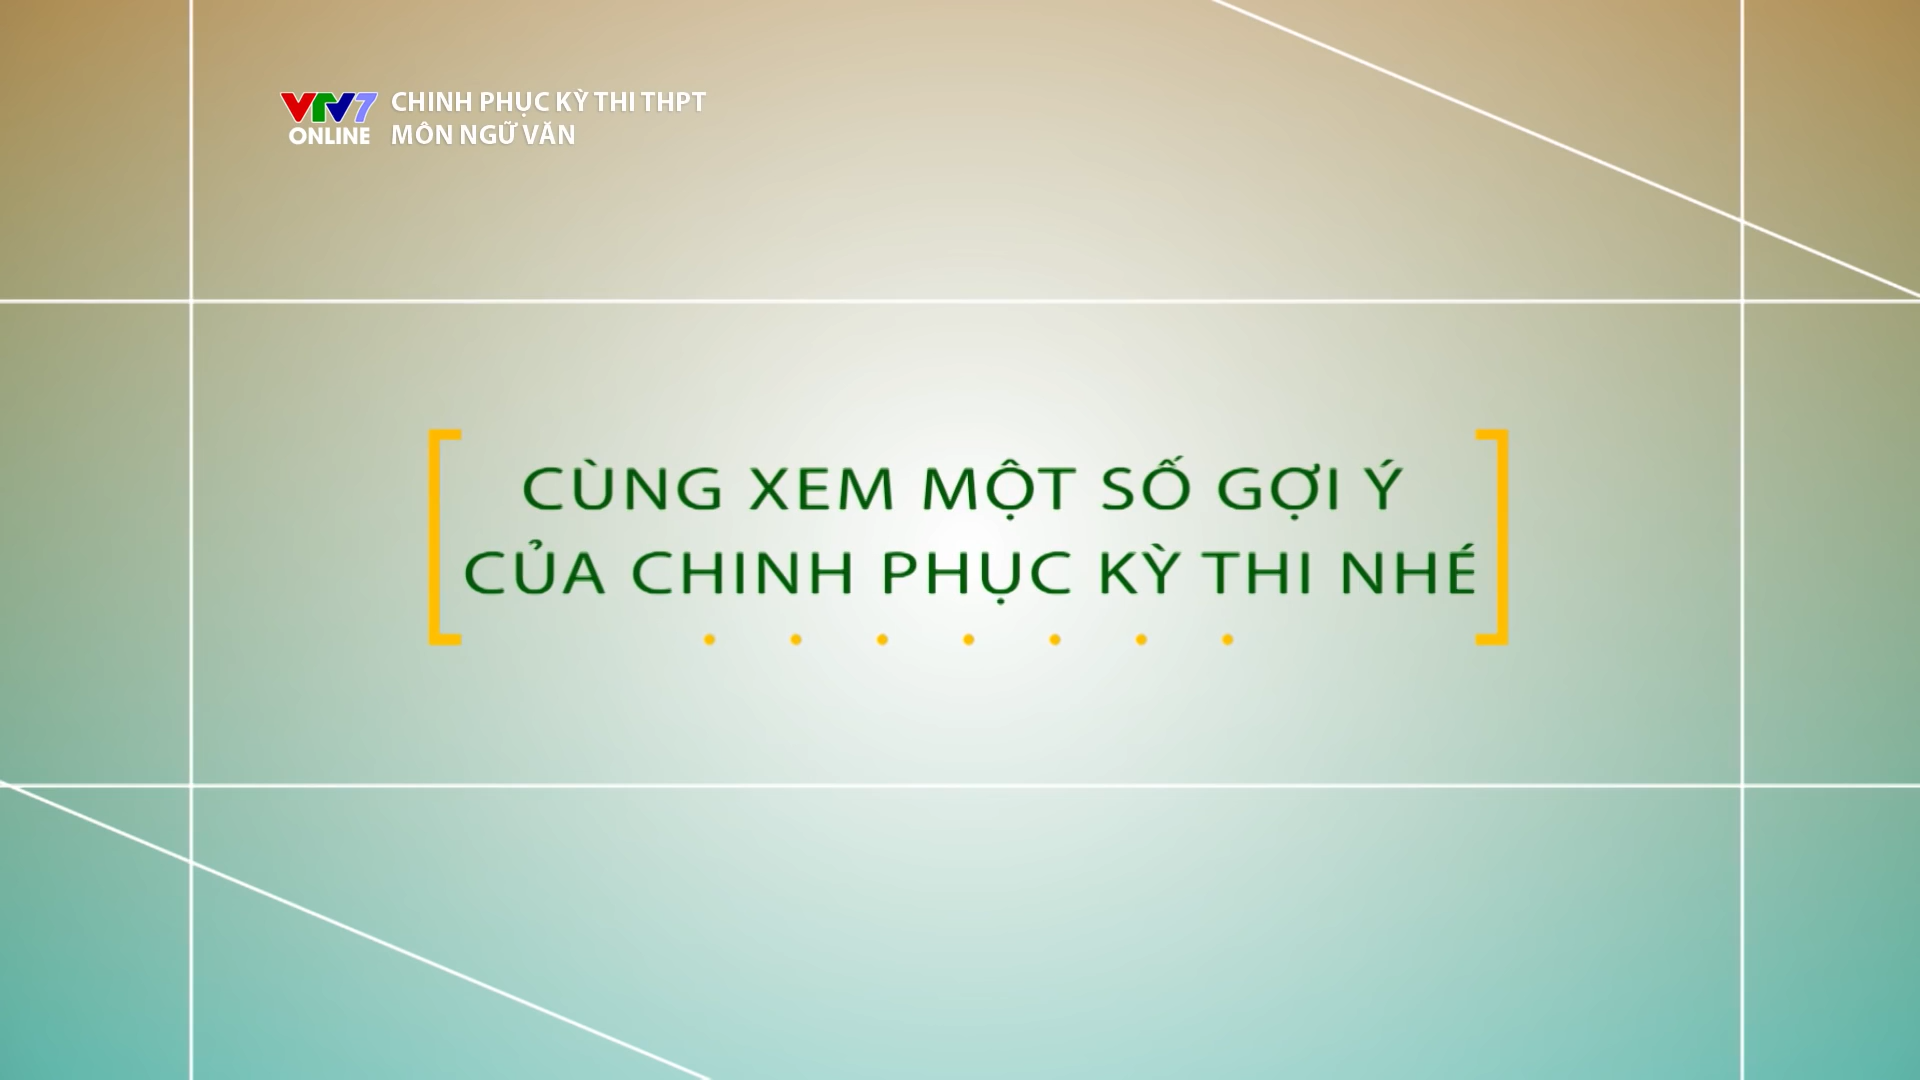 VTV7 CHINH PHỤC KỲ THI THPT
ONLINE MÔN NGỮ VĂN
CÙNG XEM MỘT SỐ GỢI Ý
CỦA CHINH PHỤC KỲ THI NHÉ